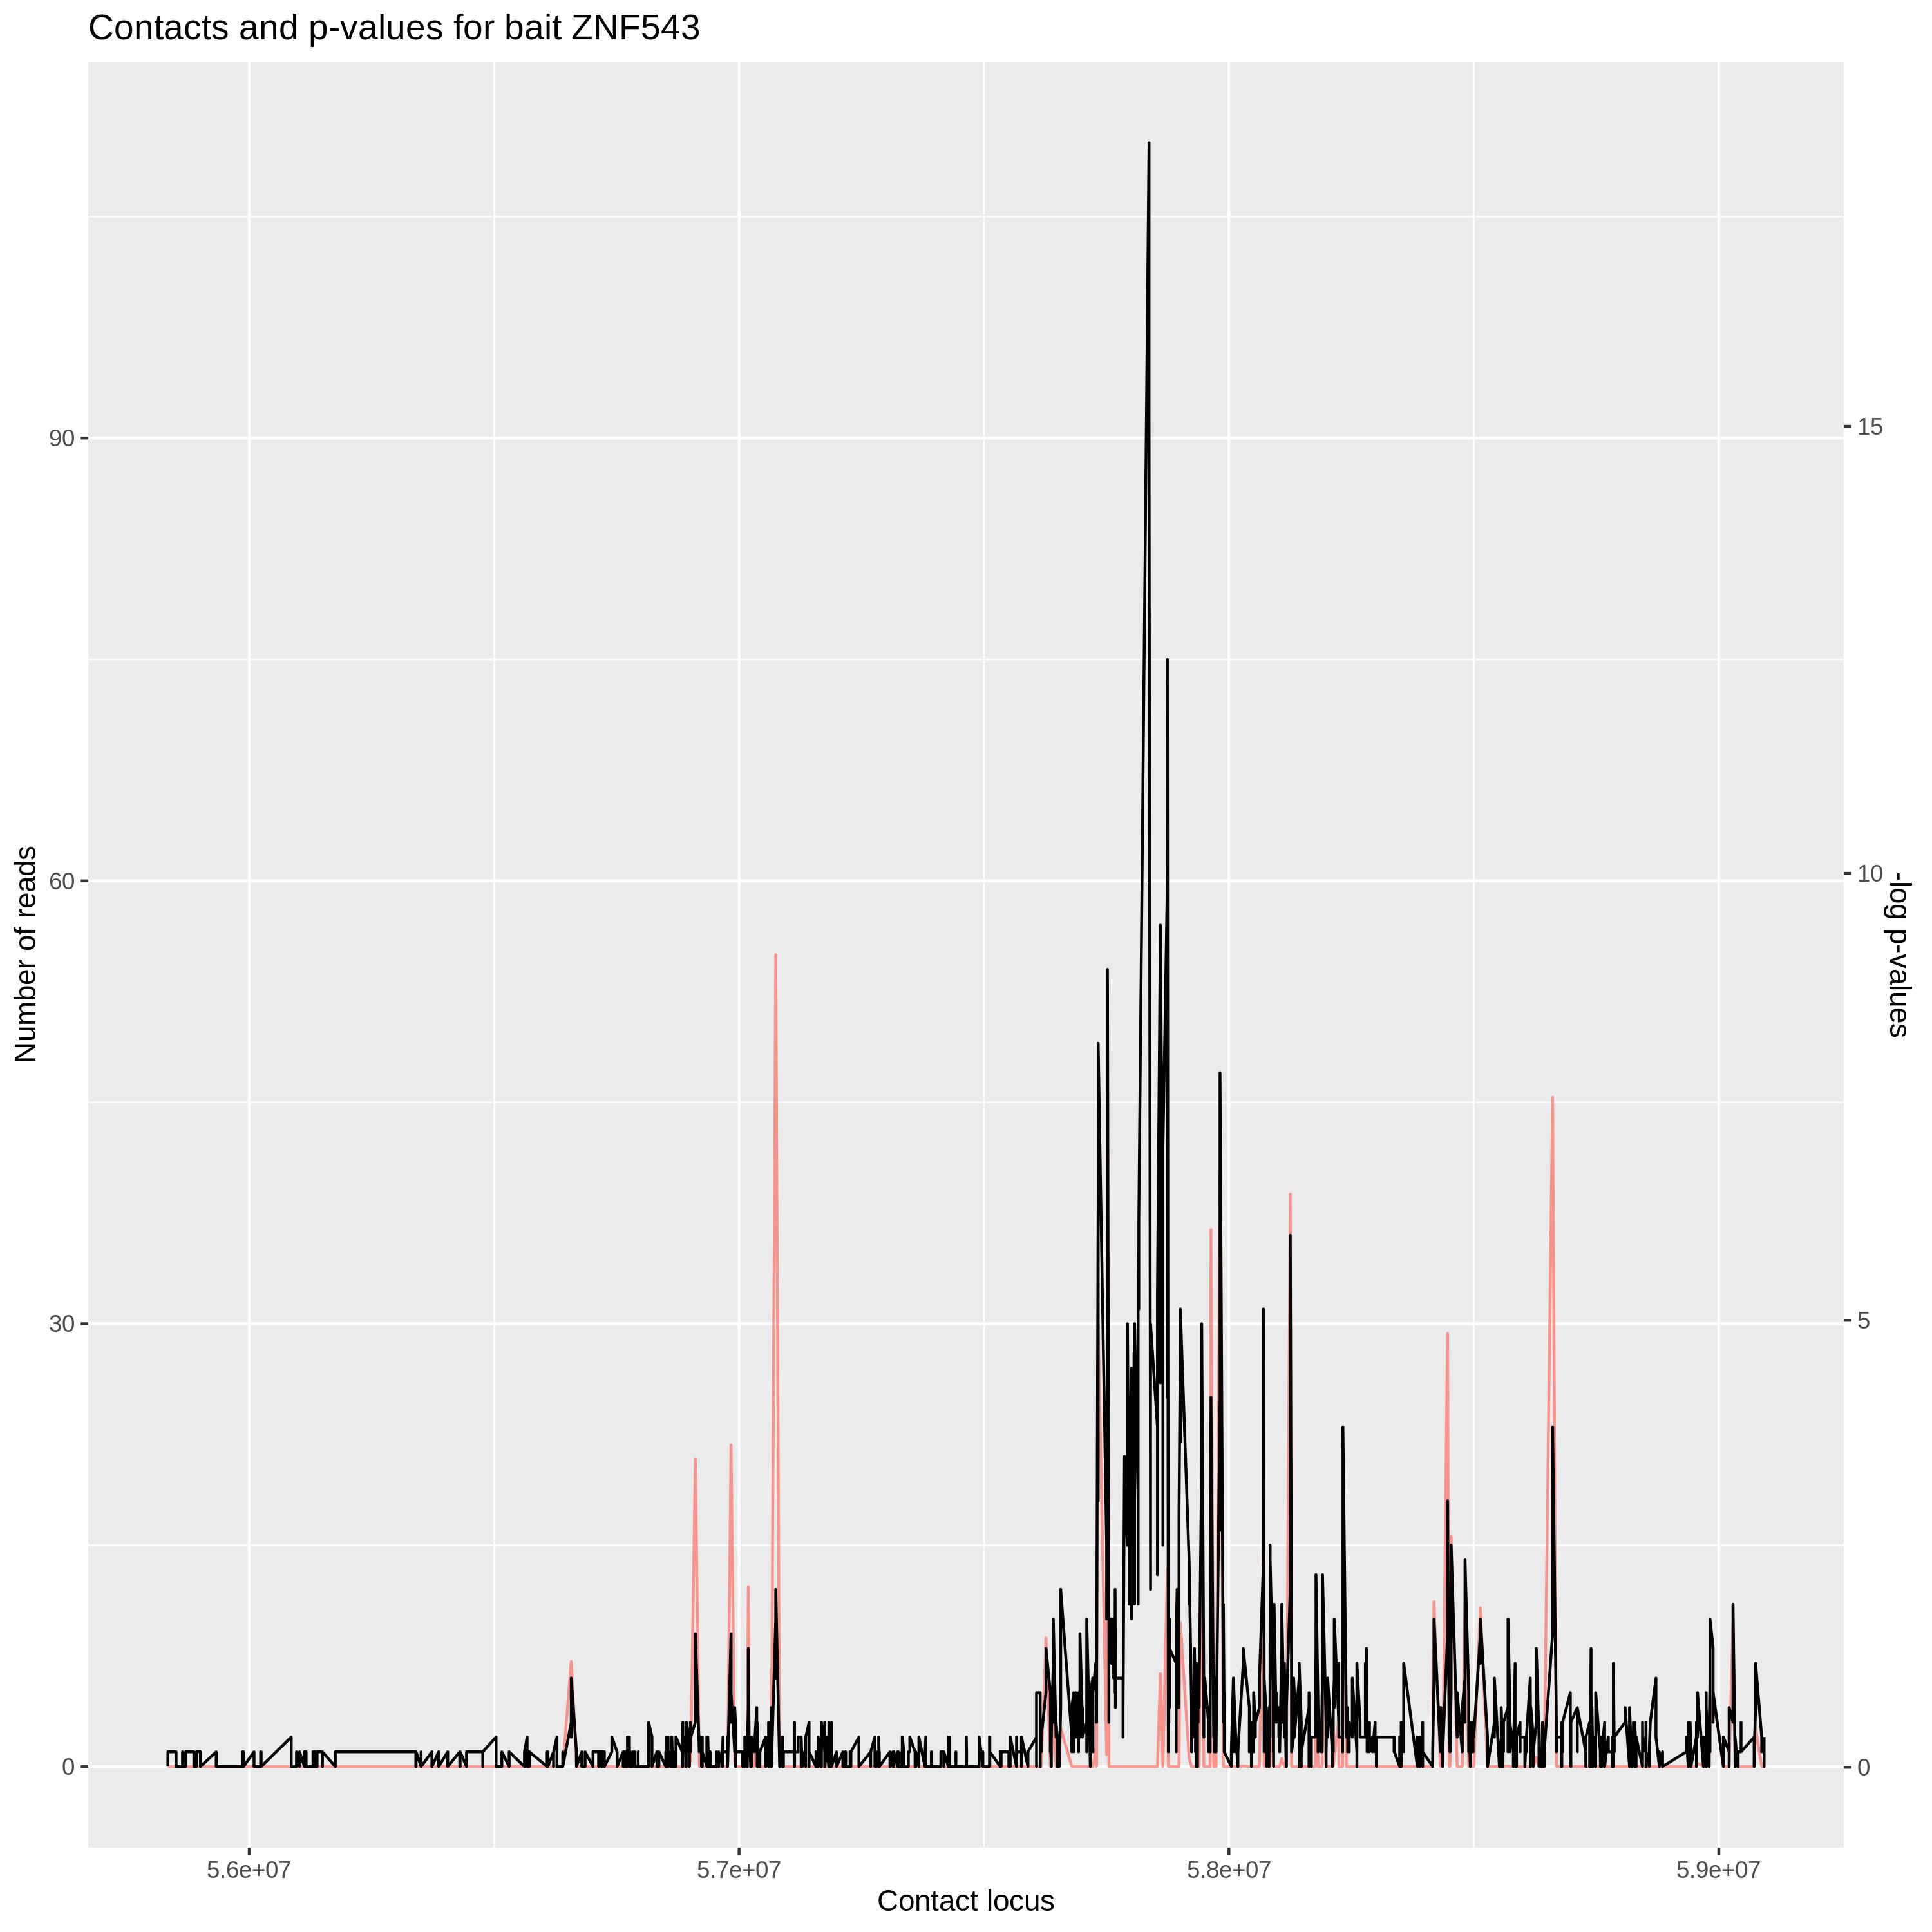 Contacts and p-values for bait ZNF543
Number of reads
90
60
30
0
15
10
5
0
-log p-values
5.6e+07
5.7e+07
5.8e+07
5.9e+07
Contact locus